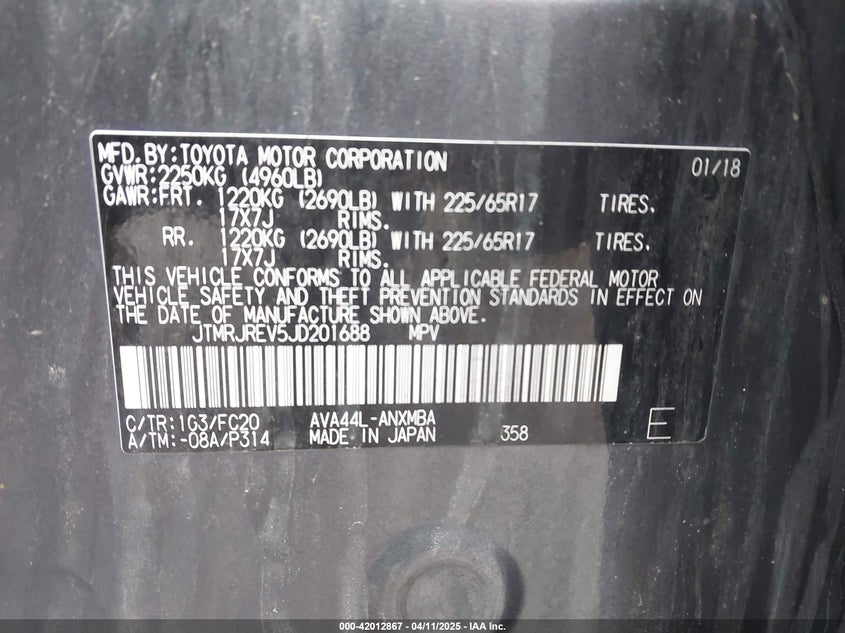 MFD.BY:TOYOTA MOTOR CORPORATION 01/18
GVWR:2250KG (4960LB)
GAWR:FRT. 1220KG (2690LB) WITH 225/65R17 TIRES.
17X7J RIMS.
RR. 1220KG (2690LB) WITH 225/65R17 TIRES.
17X7J RIMS.
THIS VEHICLE CONFORMS TO ALL APPLICABLE FEDERAL MOTOR
VEHICLE SAFETY AND THEFT PREVENTION STANDARDS IN EFFECT ON
THE DATE OF MANUFACTURE SHOWN ABOVE.
JTMRJREV5JD201688 MPV
C/TR:1G3/FC20 AVA44L-ANXMBA
A/TM:-08A/P314 MADE IN JAPAN 358 E
000-42012867 - 04/11/2025 - IAA Inc.